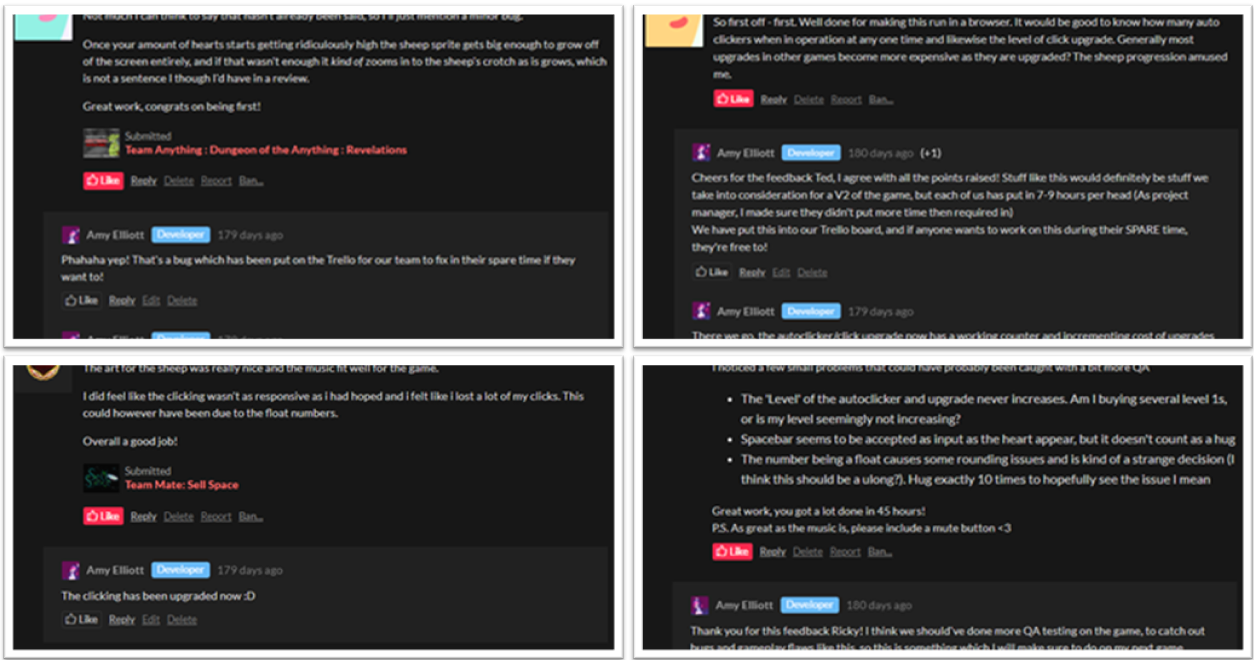 Not much I can think to say that hasn't already been said, so I'll just mention a minor bug.
Once your amount of hearts starts getting ridiculously high the sheep sprite gets big enough to grow off
of the screen entirely, and if that wasn't enough it kind of zooms in to the sheep's crotch as is grows, which
is not a sentence I though I'd have in a review.
Great work, congrats on being first!
Submitted
Team Anything : Dungeon of the Anything : Revelations
Like Reply Delete Report Ban...
Amy Elliott Developer 179 days ago
Phahaha yep! That's a bug which has been put on the Trello for our team to fix in their spare time if they
want to!
Like Reply Edit Delete
Amy Elliott Developer
So first off - first. Well done for making this run in a browser. It would be good to know how many auto
clickers when in operation at any one time and likewise the level of click upgrade. Generally most
upgrades in other games become more expensive as they are upgraded? The sheep progression amused
me.
Like Reply Delete Report Ban...
Amy Elliott Developer 180 days ago (+1)
Cheers for the feedback Ted, I agree with all the points raised! Stuff like this would definitely be stuff we
take into consideration for a V2 of the game, but each of us has put in 7-9 hours per head (As project
manager, I made sure they didn't put more time then required in)
We have put this into our Trello board, and if anyone wants to work on this during their SPARE time,
they're free to!
Like Reply Edit Delete
Amy Elliott Developer 179 days ago
There we go, the autoclicker/click upgrade now has a working counter and incrementing cost of upgrades
The art for the sheep was really nice and the music fit well for the game.
I did feel like the clicking wasn't as responsive as i had hoped and i felt like i lost a lot of my clicks. This
could however have been due to the float numbers.
Overall a good job!
Submitted
Team Mate: Sell Space
Like Reply Delete Report Ban...
Amy Elliott Developer 179 days ago
The clicking has been upgraded now :D
Like Reply Edit Delete
I noticed a few small problems that could have probably been caught with a bit more QA
• The 'Level' of the autoclicker and upgrade never increases. Am I buying several level 1s,
or is my level seemingly not increasing?
• Spacebar seems to be accepted as input as the heart appear, but it doesn't count as a hug
• The number being a float causes some rounding issues and is kind of a strange decision (I
think this should be a ulong?). Hug exactly 10 times to hopefully see the issue I mean
Great work, you got a lot done in 45 hours!
P.S. As great as the music is, please include a mute button <3
Like Reply Delete Report Ban...
Amy Elliott Developer 180 days ago
Thank you for this feedback Ricky! I think we should've done more QA testing on the game, to catch out
bugs and gameplay flaws like this, so this is something which I will make sure to do on my next game